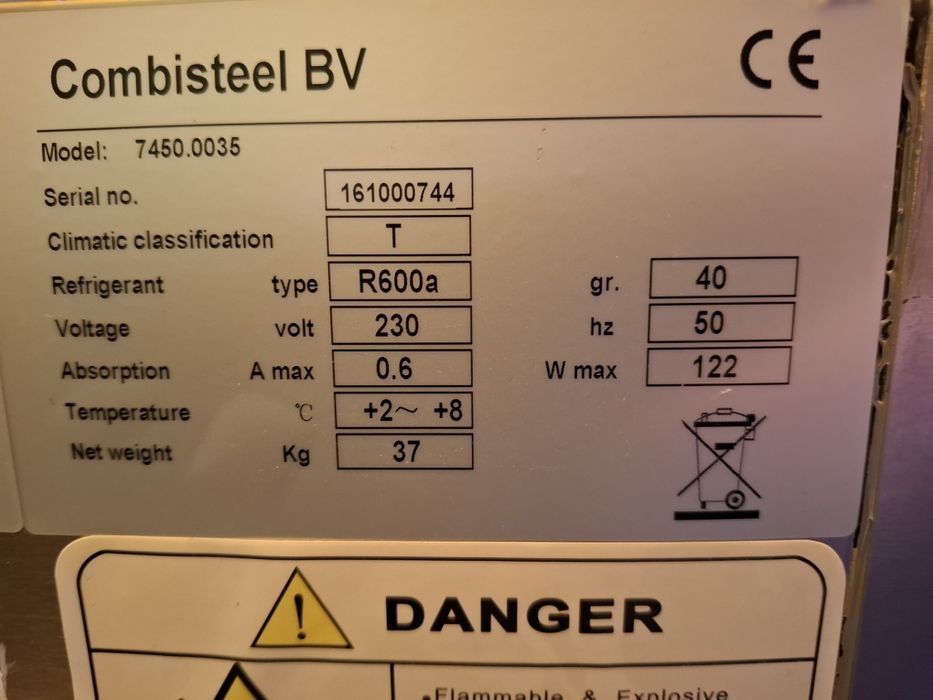 Combisteel BV CE
Model: 7450.0035
Serial no. 161000744
Climatic classification T
Refrigerant type R600a gr. 40
Voltage volt 230 hz 50
Absorption A max 0.6 W max 122
Temperature ℃ +2～ +8
Net weight Kg 37
! DANGER
•Flammable & Explosive